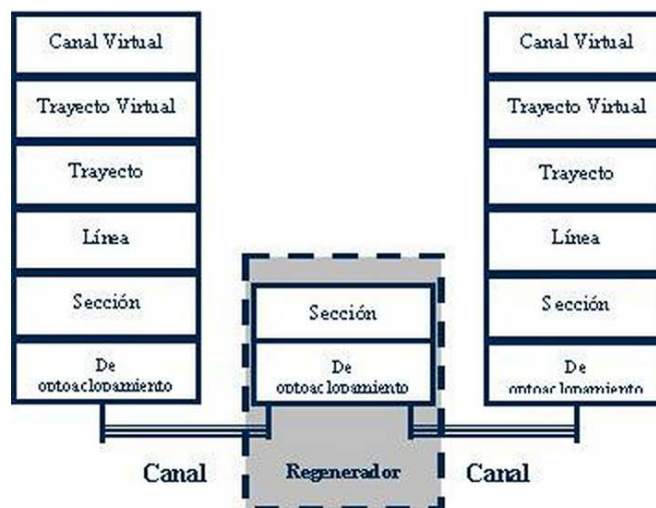 Canal Virtual
Trayecto Virtual
Trayecto
Línea
Sección
De
optoaclopamiento
Sección
De
optoaclopamiento
Canal Virtual
Trayecto Virtual
Trayecto
Línea
Sección
De
optoaclopamiento
Canal
Regenerador
Canal